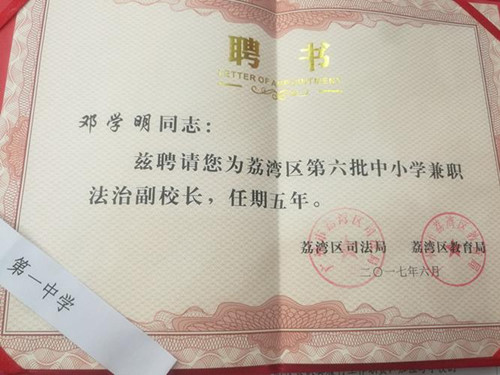 聘书
LETTER OF APPOINTMENT
邓学明同志:
兹聘请您为荔湾区第六批中小学兼职
法治副校长，任期五年。
荔湾区司法局 荔湾区教育局
二〇一七年六月
第一中学